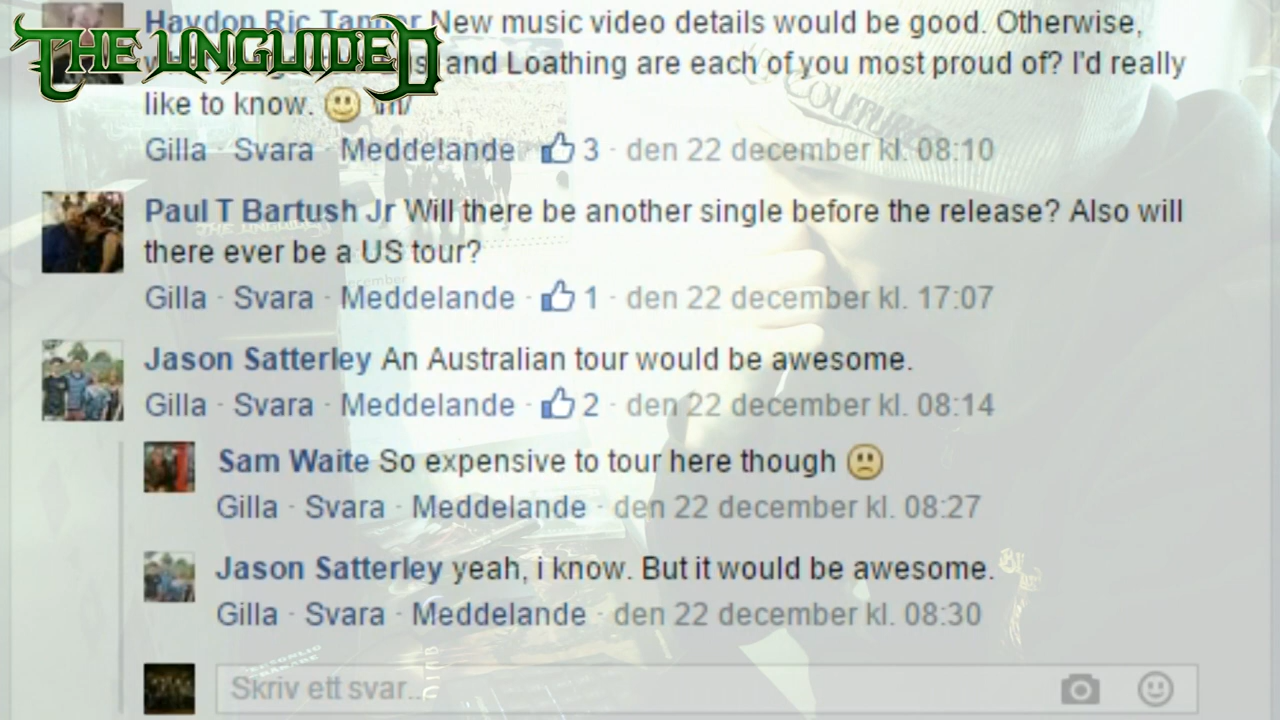 THE UNGUIDED
Haydon Ric Tanner New music video details would be good. Otherwise,
and Loathing are each of you most proud of? I'd really
like to know. \m/
Gilla · Svara · Meddelande · 3 · den 22 december kl. 08:10
COUTURE
Paul T Bartush Jr Will there be another single before the release? Also will
there ever be a US tour?
Gilla · Svara · Meddelande · 1 · den 22 december kl. 17:07
Jason Satterley An Australian tour would be awesome.
Gilla · Svara · Meddelande · 2 · den 22 december kl. 08:14
Sam Waite So expensive to tour here though
Gilla · Svara · Meddelande · den 22 december kl. 08:27
Jason Satterley yeah, i know. But it would be awesome.
Gilla · Svara · Meddelande · den 22 december kl. 08:30
Skriv ett svar...